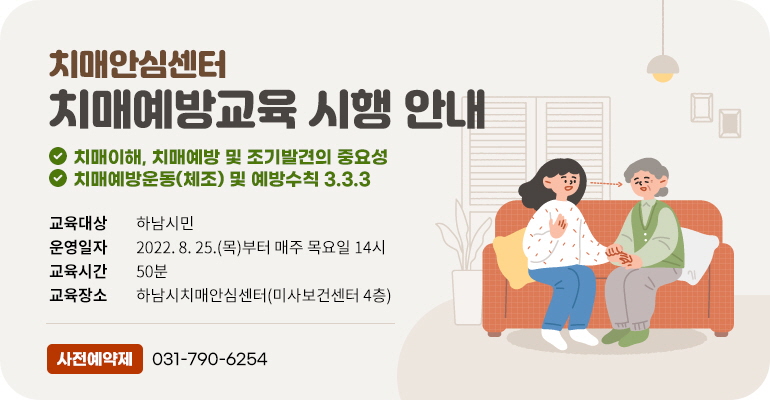 치매안심센터
치매예방교육 시행 안내
치매이해, 치매예방 및 조기발견의 중요성
치매예방운동(체조) 및 예방수칙 3.3.3
교육대상 하남시민
운영일자 2022. 8. 25.(목)부터 매주 목요일 14시
교육시간 50분
교육장소 하남시치매안심센터(미사보건센터 4층)
사전예약제 031-790-6254